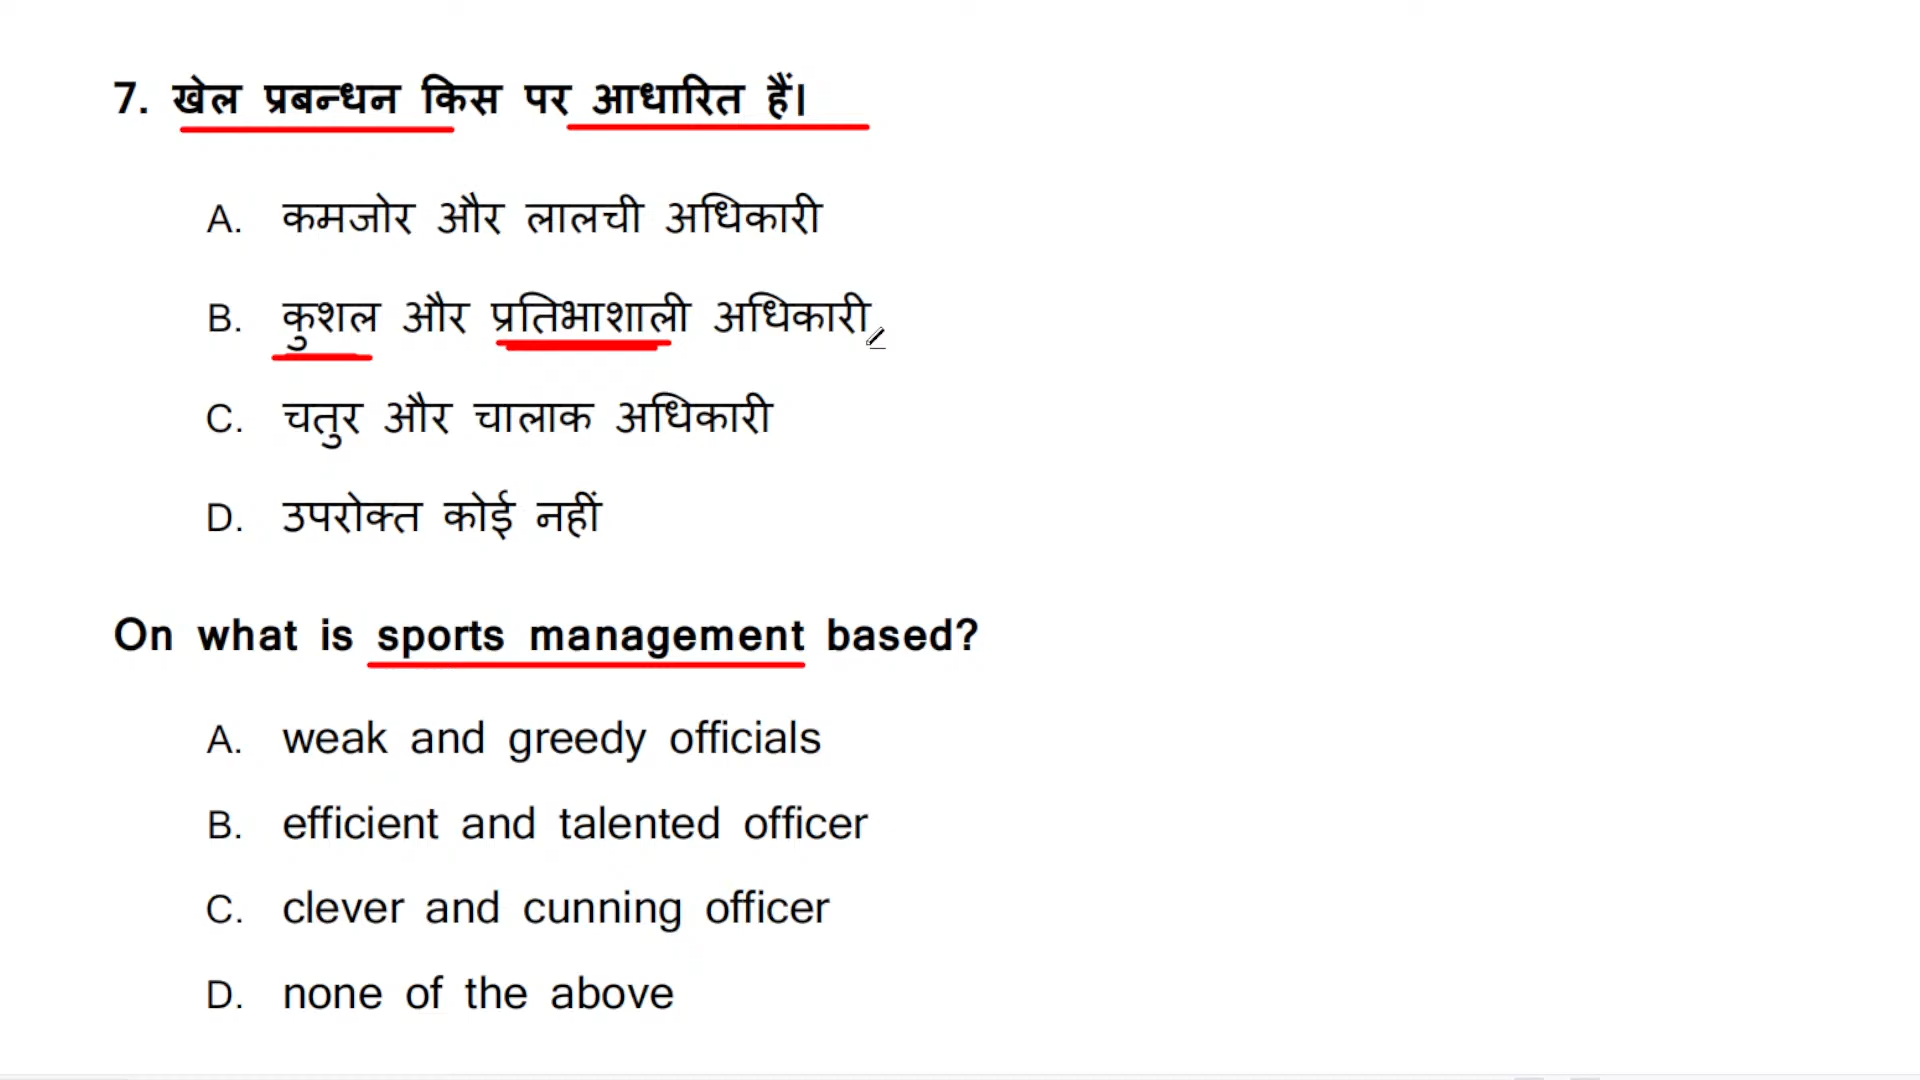 7. खेल प्रबन्धन किस पर आधारित हैं।
A. कमजोर और लालची अधिकारी
B. कुशल और प्रतिभाशाली अधिकारी
C. चतुर और चालाक अधिकारी
D. उपरोक्त कोई नहीं
On what is sports management based?
A. weak and greedy officials
B. efficient and talented officer
C. clever and cunning officer
D. none of the above